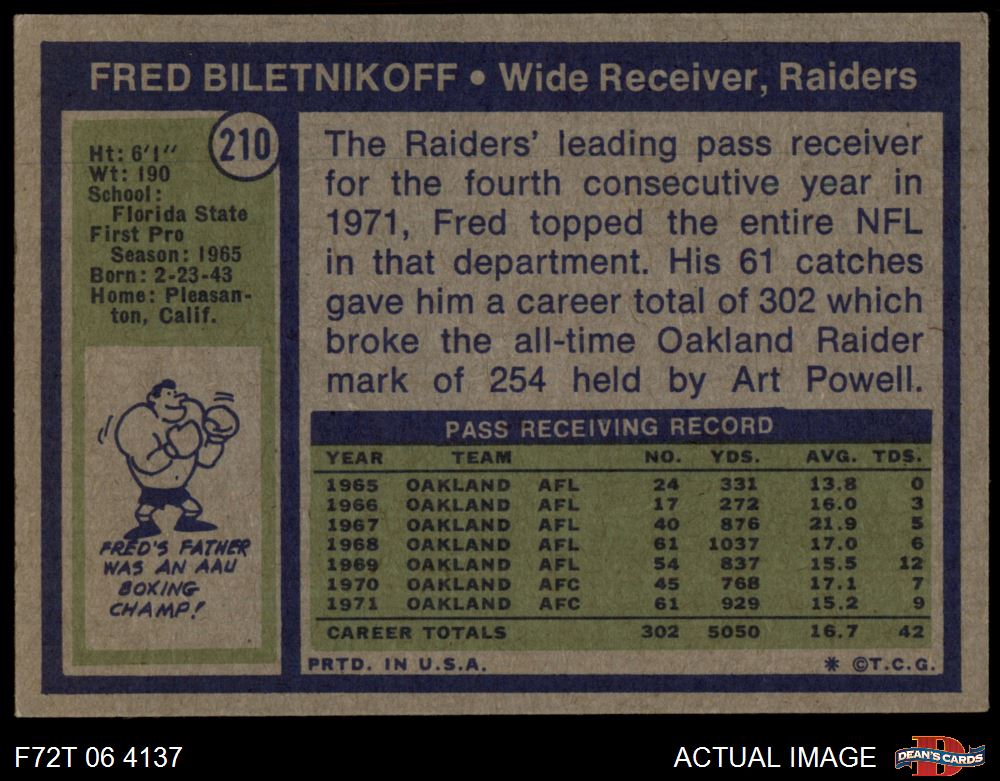 FRED BILETNIKOFF • Wide Receiver, Raiders
210
Ht: 6'1''
Wt: 190
School:
Florida State
First Pro
Season: 1965
Born: 2-23-43
Home: Pleasan-
ton, Calif.
FRED'S FATHER
WAS AN AAU
BOXING
CHAMP!
The Raiders' leading pass receiver
for the fourth consecutive year in
1971, Fred topped the entire NFL
in that department. His 61 catches
gave him a career total of 302 which
broke the all-time Oakland Raider
mark of 254 held by Art Powell.
PASS RECEIVING RECORD
YEAR TEAM NO. YDS. AVG. TDS.
1965 OAKLAND AFL 24 331 13.8 0
1966 OAKLAND AFL 17 272 16.0 3
1967 OAKLAND AFL 40 876 21.9 5
1968 OAKLAND AFL 61 1037 17.0 6
1969 OAKLAND AFL 54 837 15.5 12
1970 OAKLAND AFC 45 768 17.1 7
1971 OAKLAND AFC 61 929 15.2 9
CAREER TOTALS 302 5050 16.7 42
PRTD. IN U.S.A. * ©T.C.G.
F72T 06 4137
ACTUAL IMAGE
D
DEAN'S CARDS